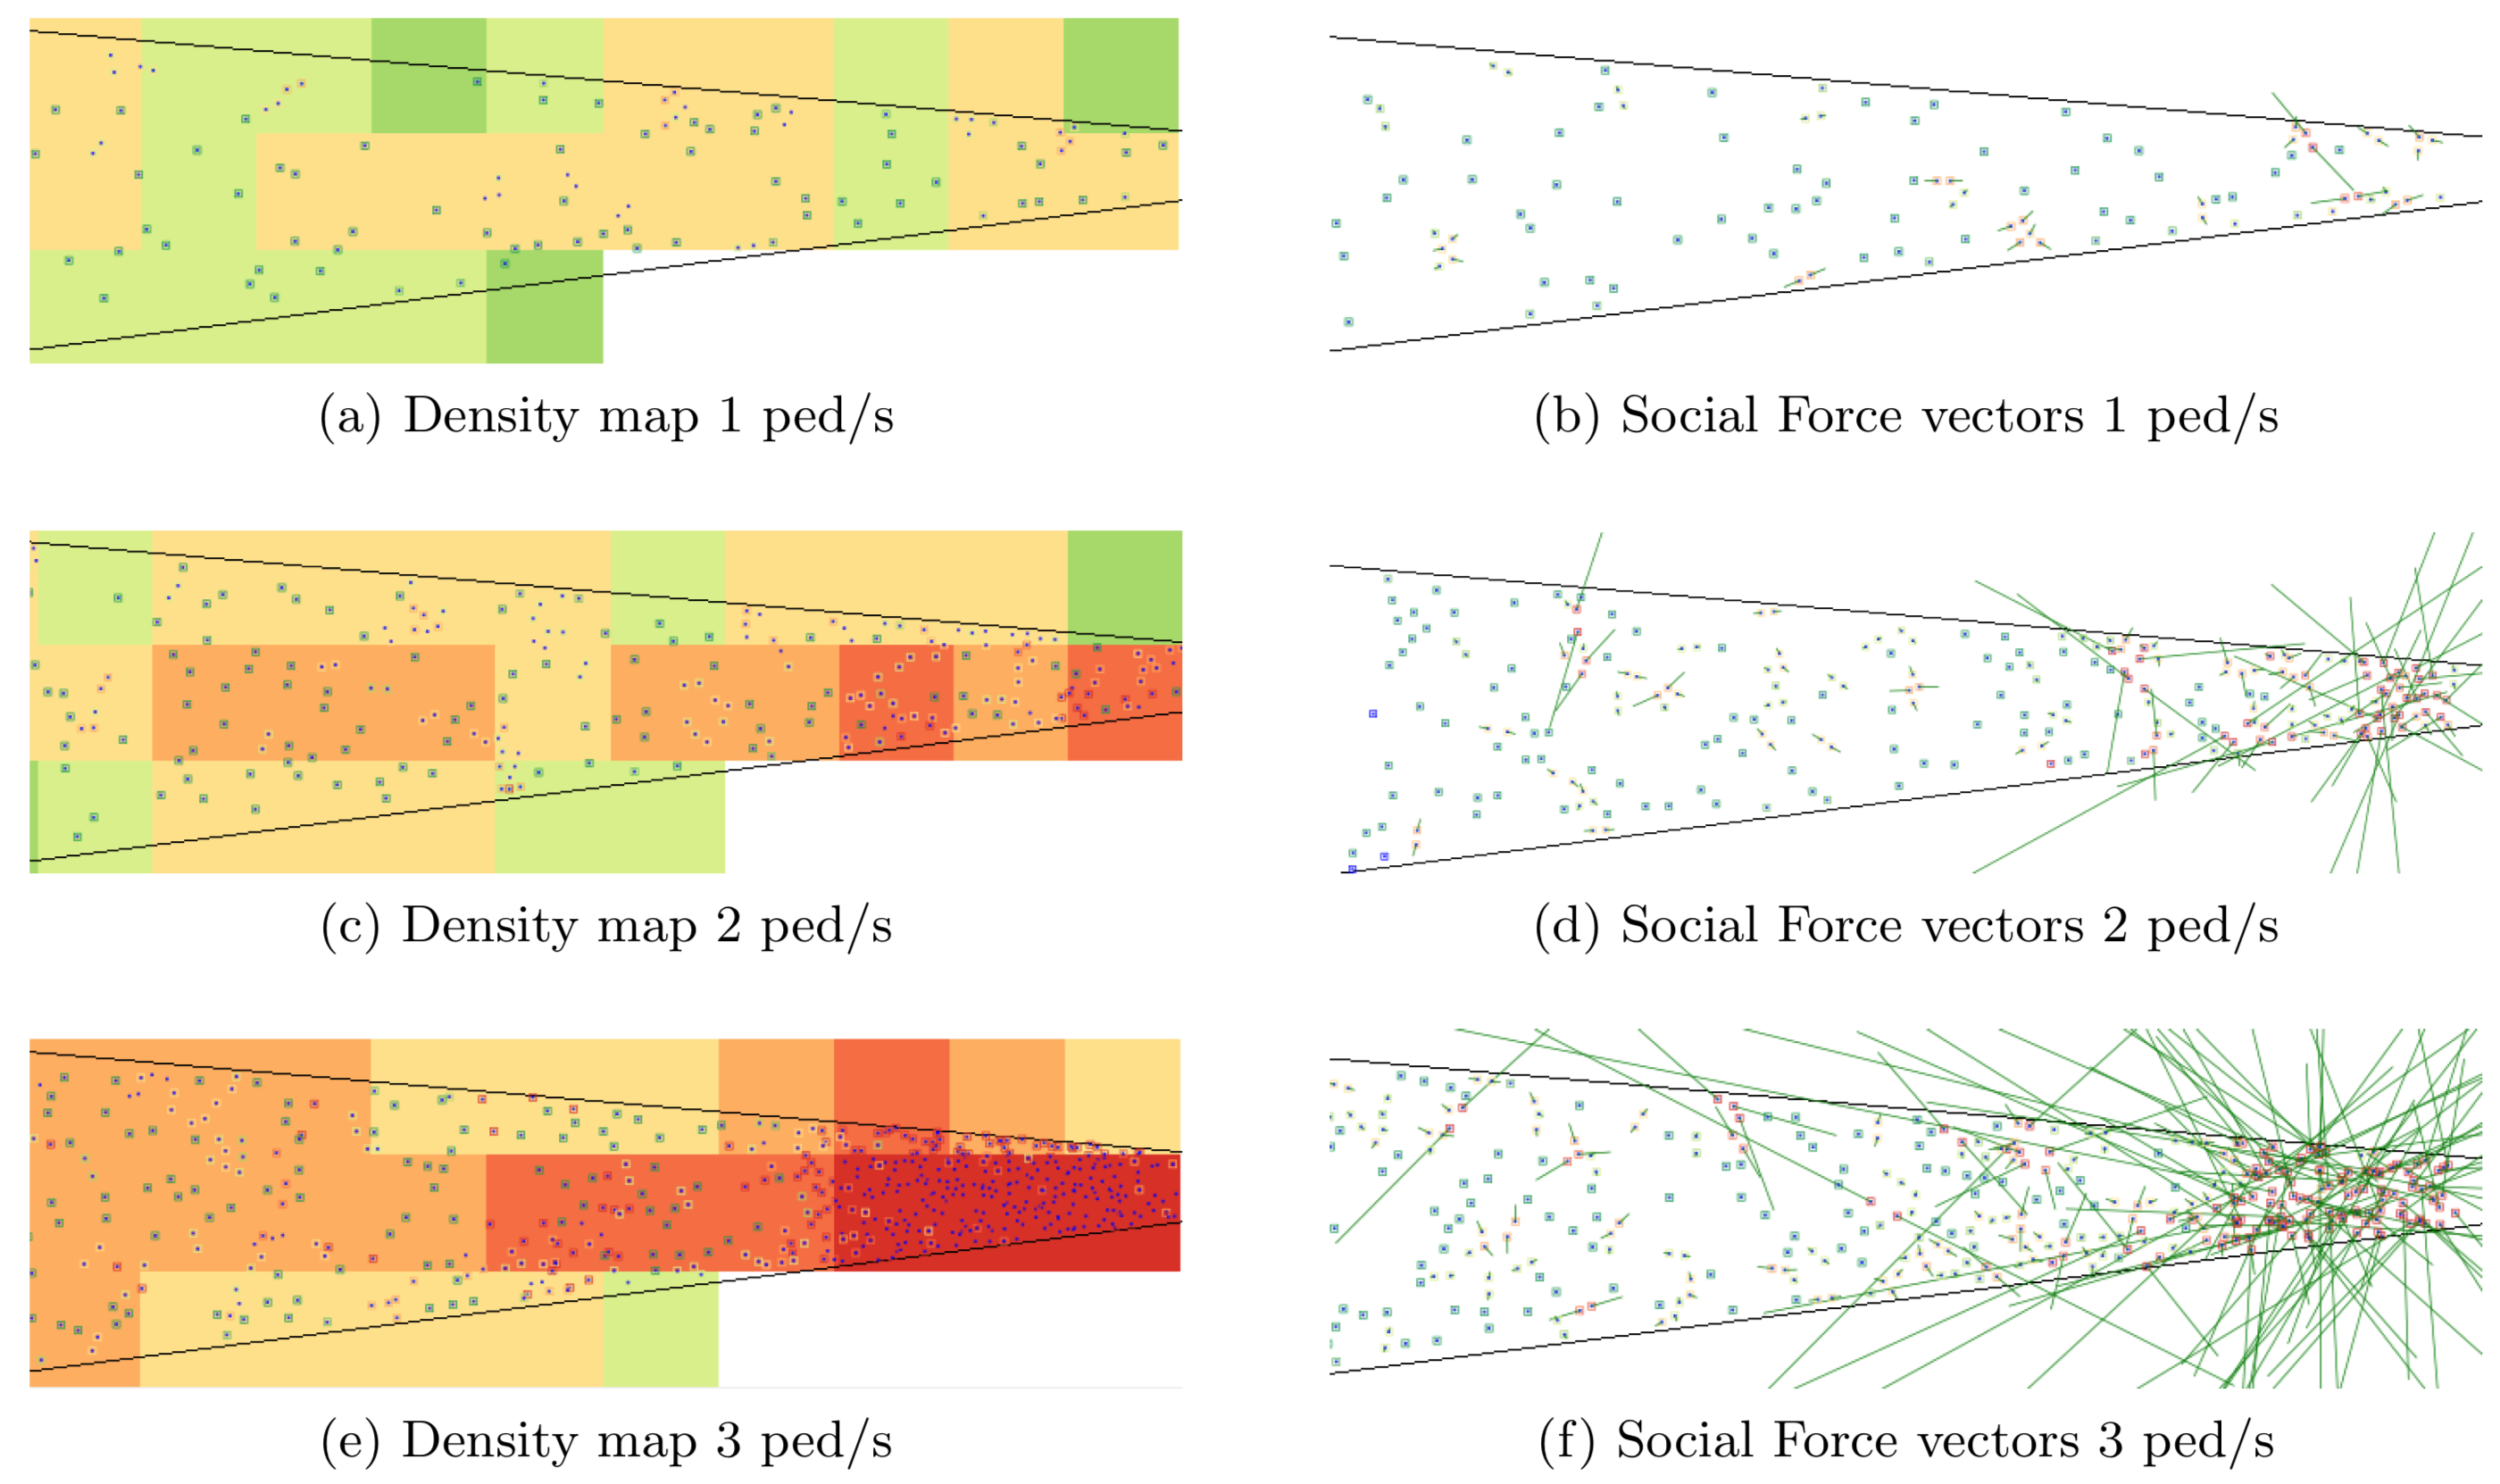 (a) Density map 1 ped/s
(b) Social Force vectors 1 ped/s
(c) Density map 2 ped/s
(d) Social Force vectors 2 ped/s
(e) Density map 3 ped/s
(f) Social Force vectors 3 ped/s